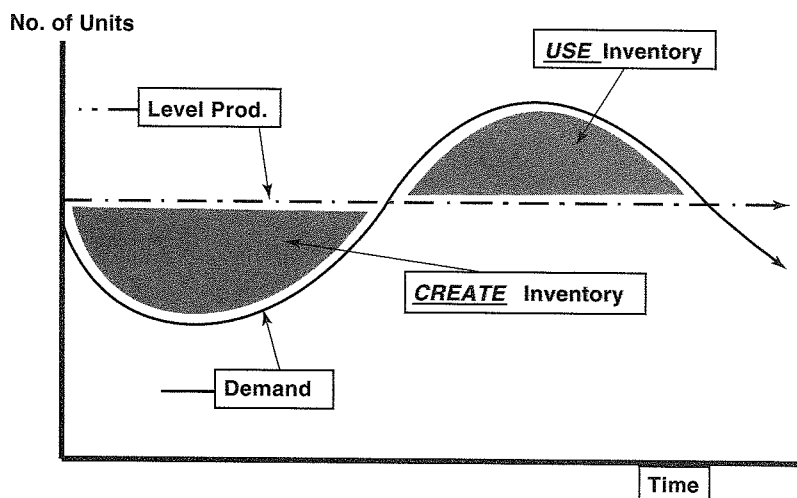 No. of Units
USE Inventory
Level Prod.
CREATE Inventory
Demand
Time